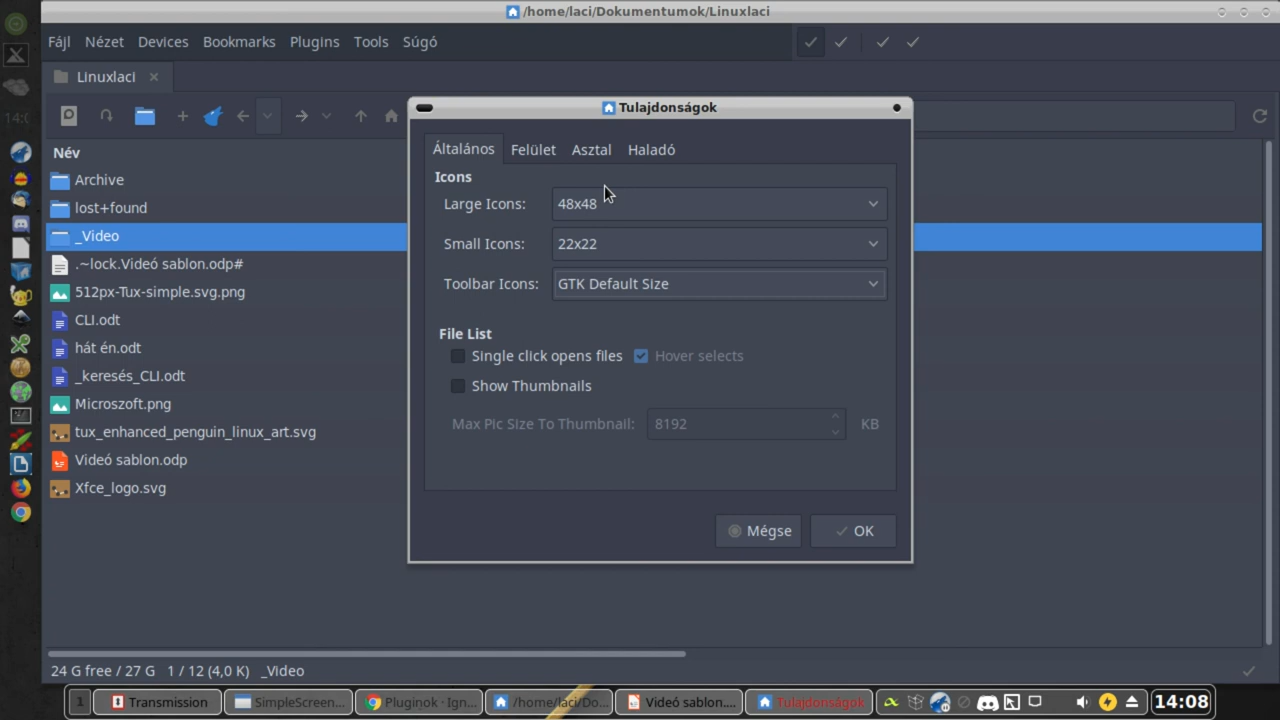 /home/laci/Dokumentumok/Linuxlaci
Fájl Nézet Devices Bookmarks Plugins Tools Súgó
Linuxlaci
Név
Archive
lost+found
_Video
.~lock.Videó sablon.odp#
512px-Tux-simple.svg.png
CLI.odt
hát én.odt
_keresés_CLI.odt
Microszoft.png
tux_enhanced_penguin_linux_art.svg
Videó sablon.odp
Xfce_logo.svg
Tulajdonságok
Általános Felület Asztal Haladó
Icons
Large Icons: 48x48
Small Icons: 22x22
Toolbar Icons: GTK Default Size
File List
Single click opens files Hover selects
Show Thumbnails
Max Pic Size To Thumbnail: 8192 KB
Mégse OK
24 G free / 27 G 1 / 12 (4,0 K) _Video
1 Transmission SimpleScreen... Pluginok · Ign... /home/laci/Do... Videó sablon.... Tulajdonságok 14:08